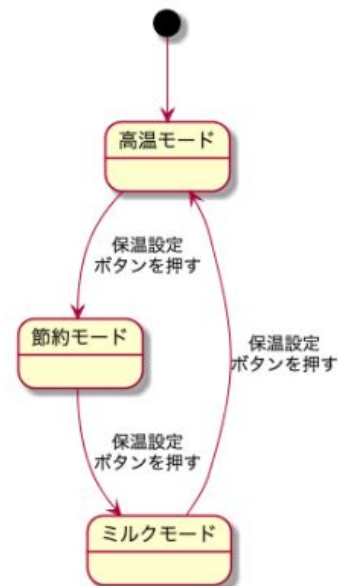 高温モード
保温設定
ボタンを押す
節約モード
保温設定
ボタンを押す
保温設定
ボタンを押す
ミルクモード